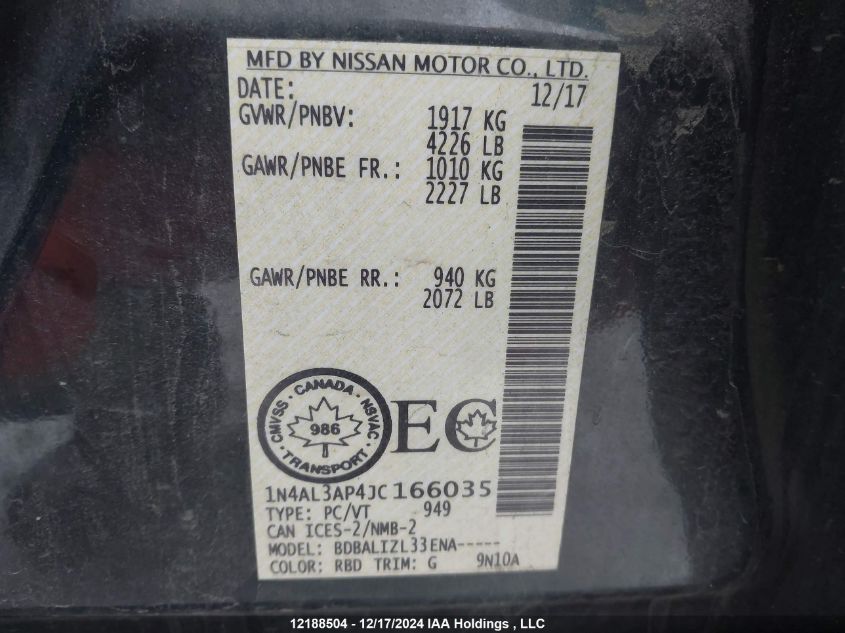 MFD BY NISSAN MOTOR CO., LTD.
DATE: 12/17
GVWR/PNBV: 1917 KG
4226 LB
GAWR/PNBE FR.: 1010 KG
2227 LB
GAWR/PNBE RR.: 940 KG
2072 LB
CANADA
CMVSS 986 NSVAC
TRANSPORT
EC
1N4AL3AP4JC166035
TYPE: PC/VT 949
CAN ICES-2/NMB-2
MODEL: BDBALIZL33ENA-----
COLOR: RBD TRIM: G 9N10A
12188504 - 12/17/2024 IAA Holdings , LLC